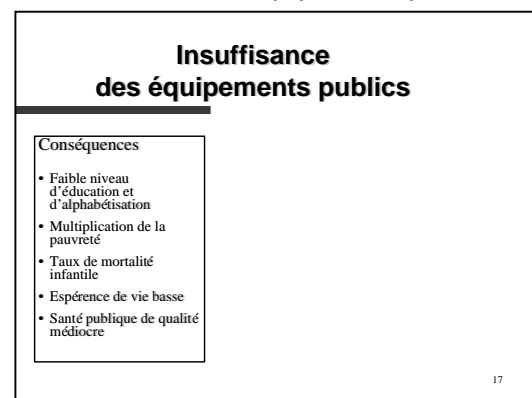 Insuffisance
des équipements publics
Conséquences
• Faible niveau
d'éducation et
d'alphabétisation
• Multiplication de la
pauvreté
• Taux de mortalité
infantile
• Espérence de vie basse
• Santé publique de qualité
médiocre
17